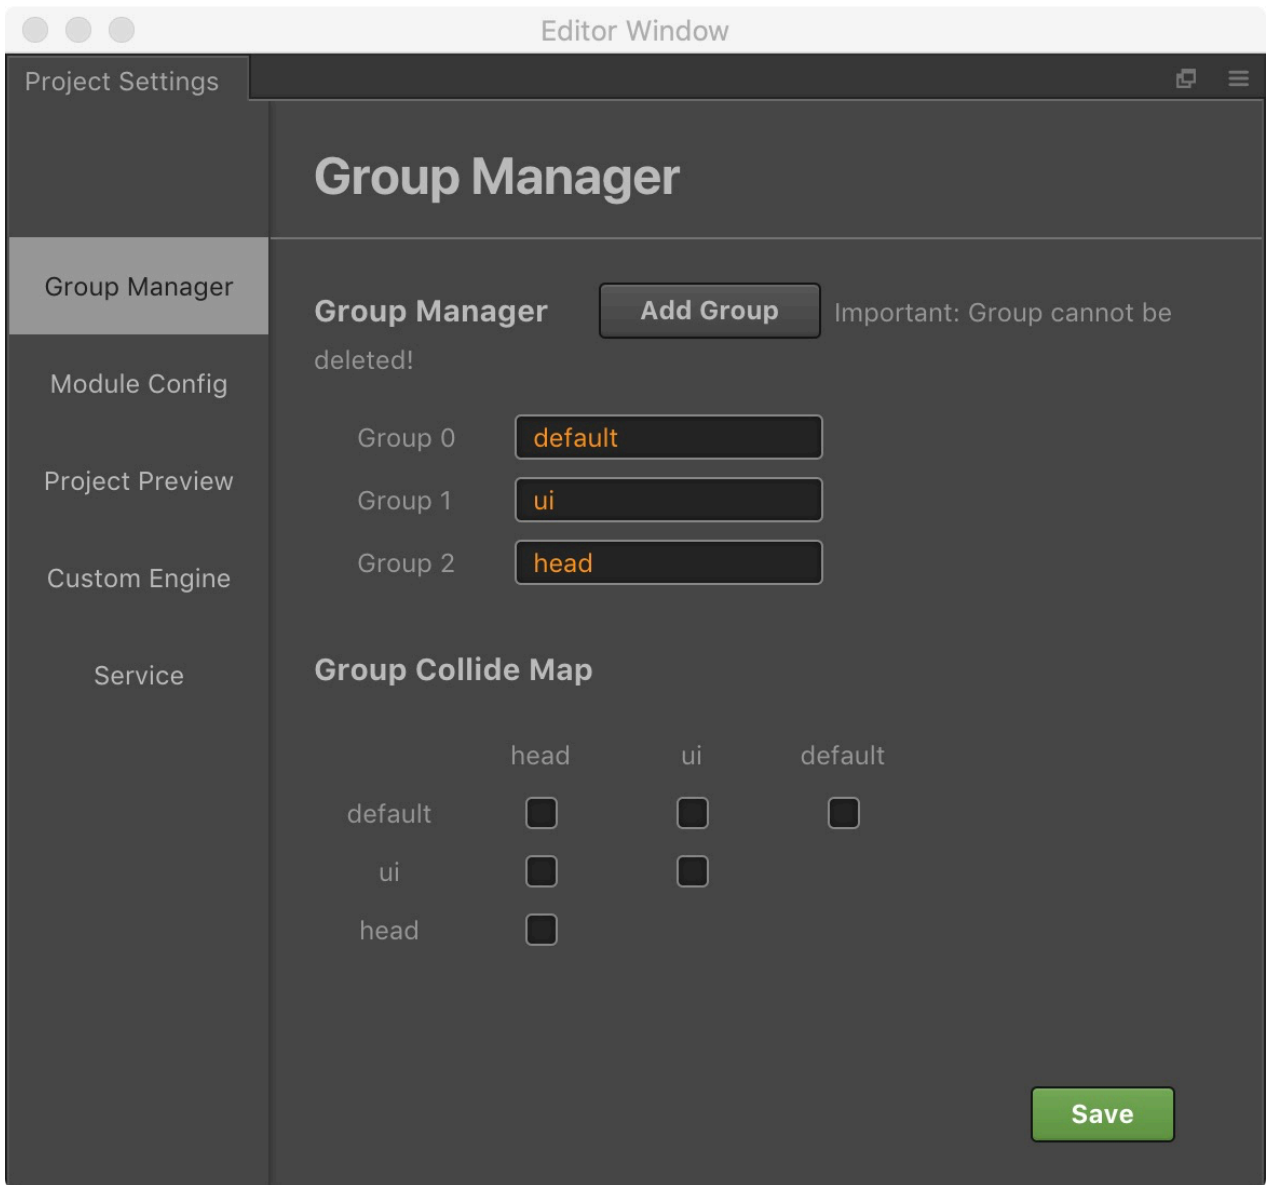 Editor Window
Project Settings
Group Manager
Group Manager
Module Config
Project Preview
Custom Engine
Service
Group Manager Add Group Important: Group cannot be
deleted!
Group 0 default
Group 1 ui
Group 2 head
Group Collide Map
head ui default
default
ui
head
Save